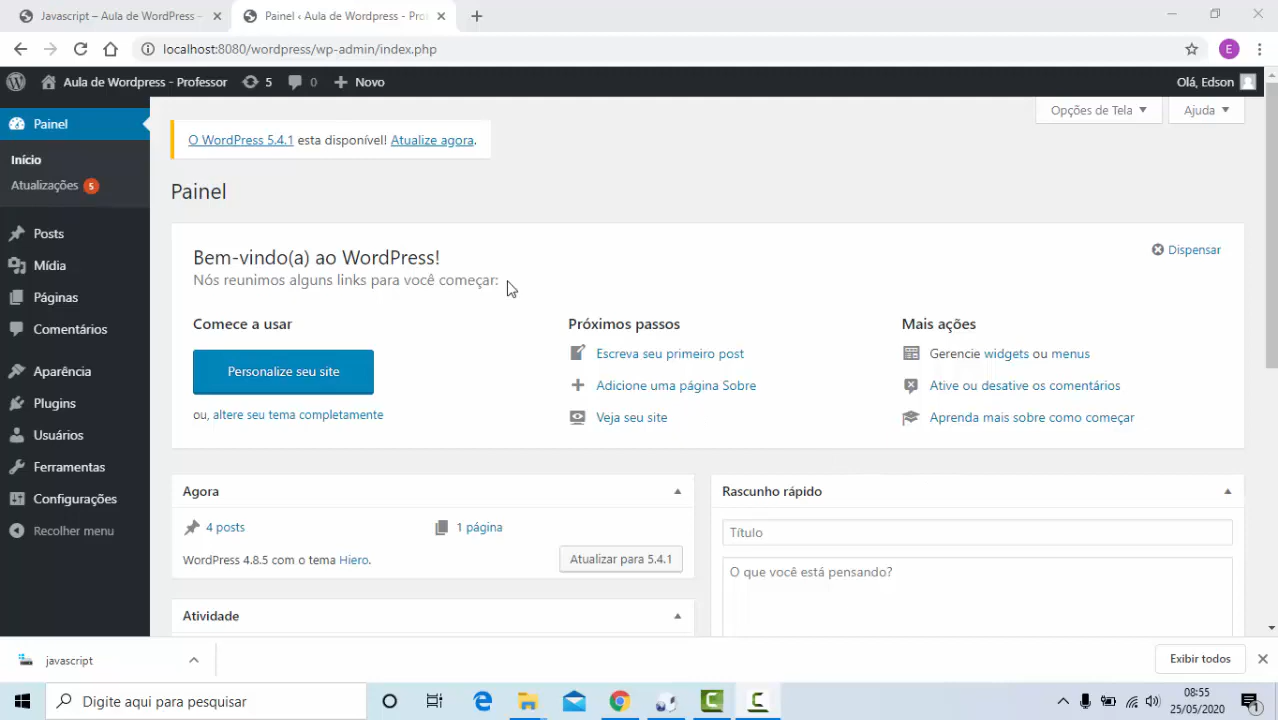 Javascript – Aula de WordPress –
Painel ‹ Aula de WordPress - Prof
localhost:8080/wordpress/wp-admin/index.php
E
Aula de Wordpress - Professor
5
0
Novo
Olá, Edson
Painel
Início
Atualizações 5
Posts
Mídia
Páginas
Comentários
Aparência
Plugins
Usuários
Ferramentas
Configurações
Recolher menu
Opções de Tela
Ajuda
O WordPress 5.4.1 esta disponível! Atualize agora.
Painel
Bem-vindo(a) ao WordPress!
Dispensar
Nós reunimos alguns links para você começar:
Comece a usar
Personalize seu site
ou, altere seu tema completamente
Próximos passos
Escreva seu primeiro post
Adicione uma página Sobre
Veja seu site
Mais ações
Gerencie widgets ou menus
Ative ou desative os comentários
Aprenda mais sobre como começar
Agora
4 posts
1 página
WordPress 4.8.5 com o tema Hiero.
Atualizar para 5.4.1
Atividade
Rascunho rápido
Título
O que você está pensando?
javascript
Exibir todos
Digite aqui para pesquisar
08:55
25/05/2020
1